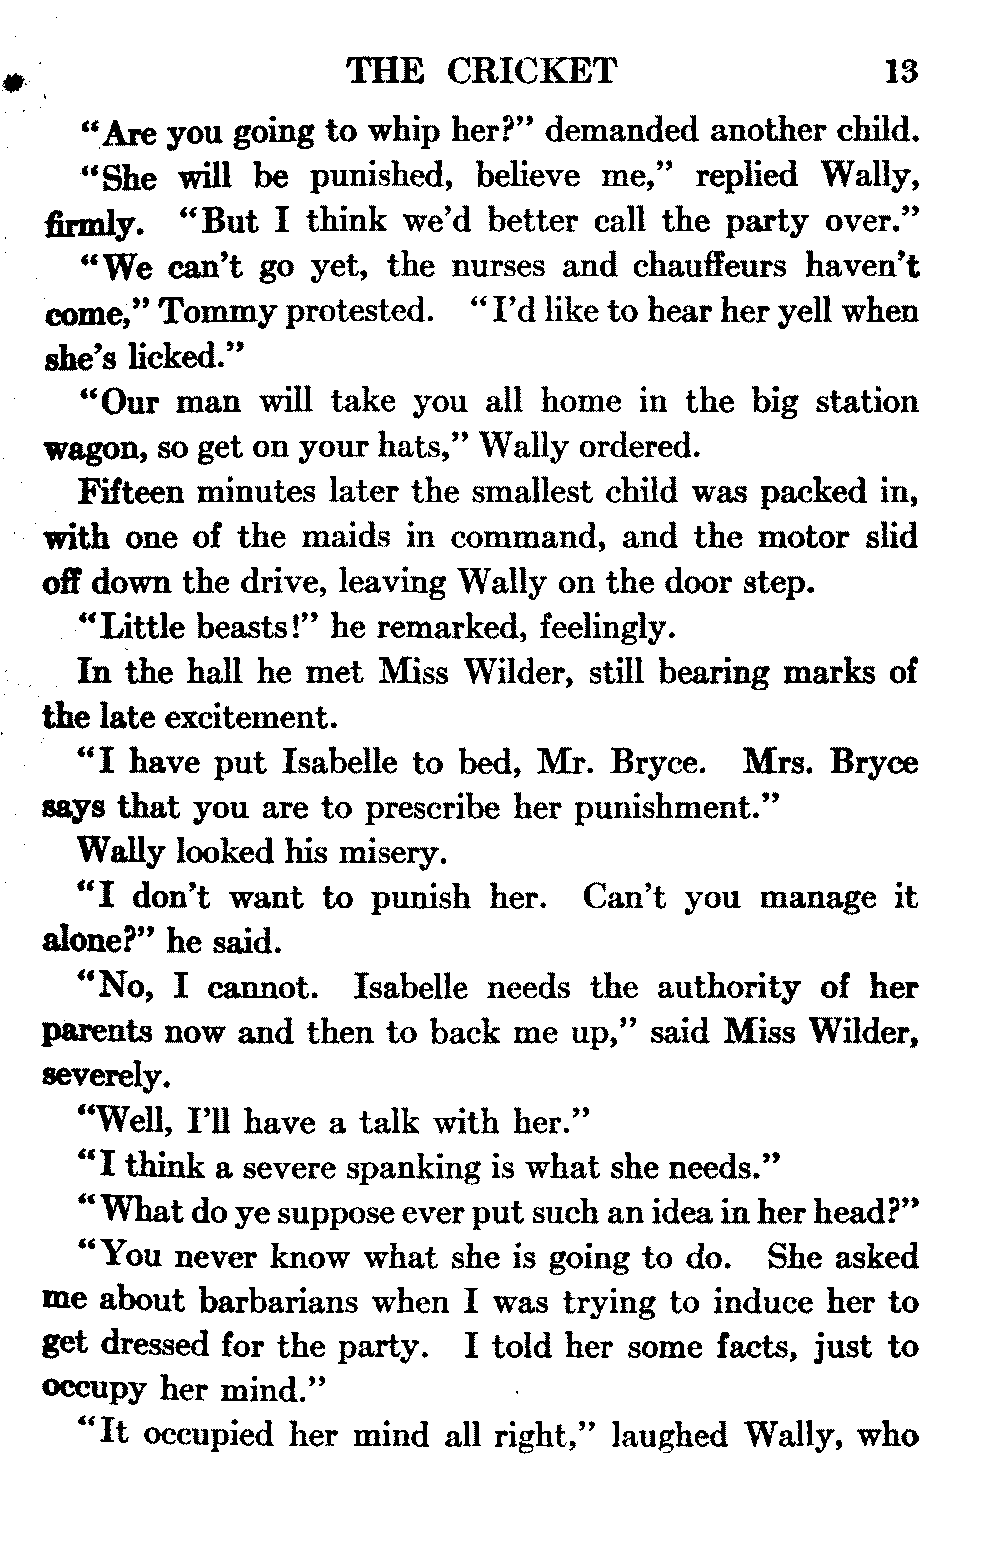 THE CRICKET 13
“Are you going to whip her?” demanded another child.
“She will be punished, believe me,” replied Wally,
firmly. “But I think we’d better call the party over.”
“We can’t go yet, the nurses and chauffeurs haven’t
come,” Tommy protested. “I’d like to hear her yell when
she’s licked.”
“Our man will take you all home in the big station
wagon, so get on your hats,” Wally ordered.
Fifteen minutes later the smallest child was packed in,
with one of the maids in command, and the motor slid
off down the drive, leaving Wally on the door step.
“Little beasts!” he remarked, feelingly.
In the hall he met Miss Wilder, still bearing marks of
the late excitement.
“I have put Isabelle to bed, Mr. Bryce. Mrs. Bryce
says that you are to prescribe her punishment.”
Wally looked his misery.
“I don’t want to punish her. Can’t you manage it
alone?” he said.
“No, I cannot. Isabelle needs the authority of her
parents now and then to back me up,” said Miss Wilder,
severely.
“Well, I’ll have a talk with her.”
“I think a severe spanking is what she needs.”
“What do ye suppose ever put such an idea in her head?”
“You never know what she is going to do. She asked
me about barbarians when I was trying to induce her to
get dressed for the party. I told her some facts, just to
occupy her mind.”
“It occupied her mind all right,” laughed Wally, who